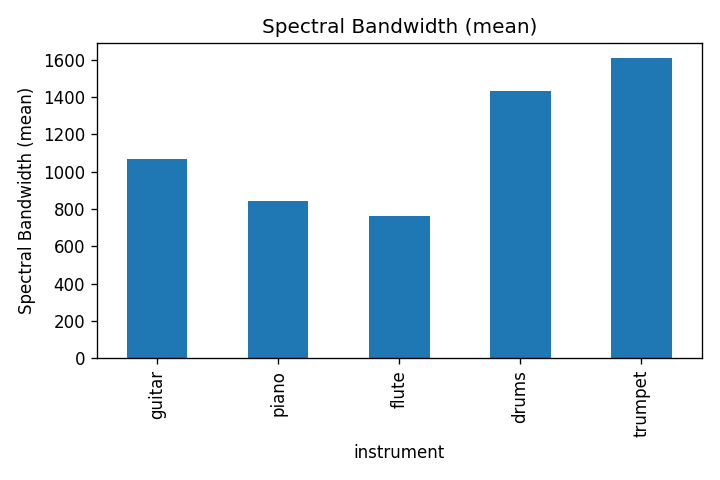 Spectral Bandwidth (mean)
Spectral Bandwidth (mean)
1600
1400
1200
1000
800
600
400
200
0
guitar
piano
flute
drums
trumpet
instrument